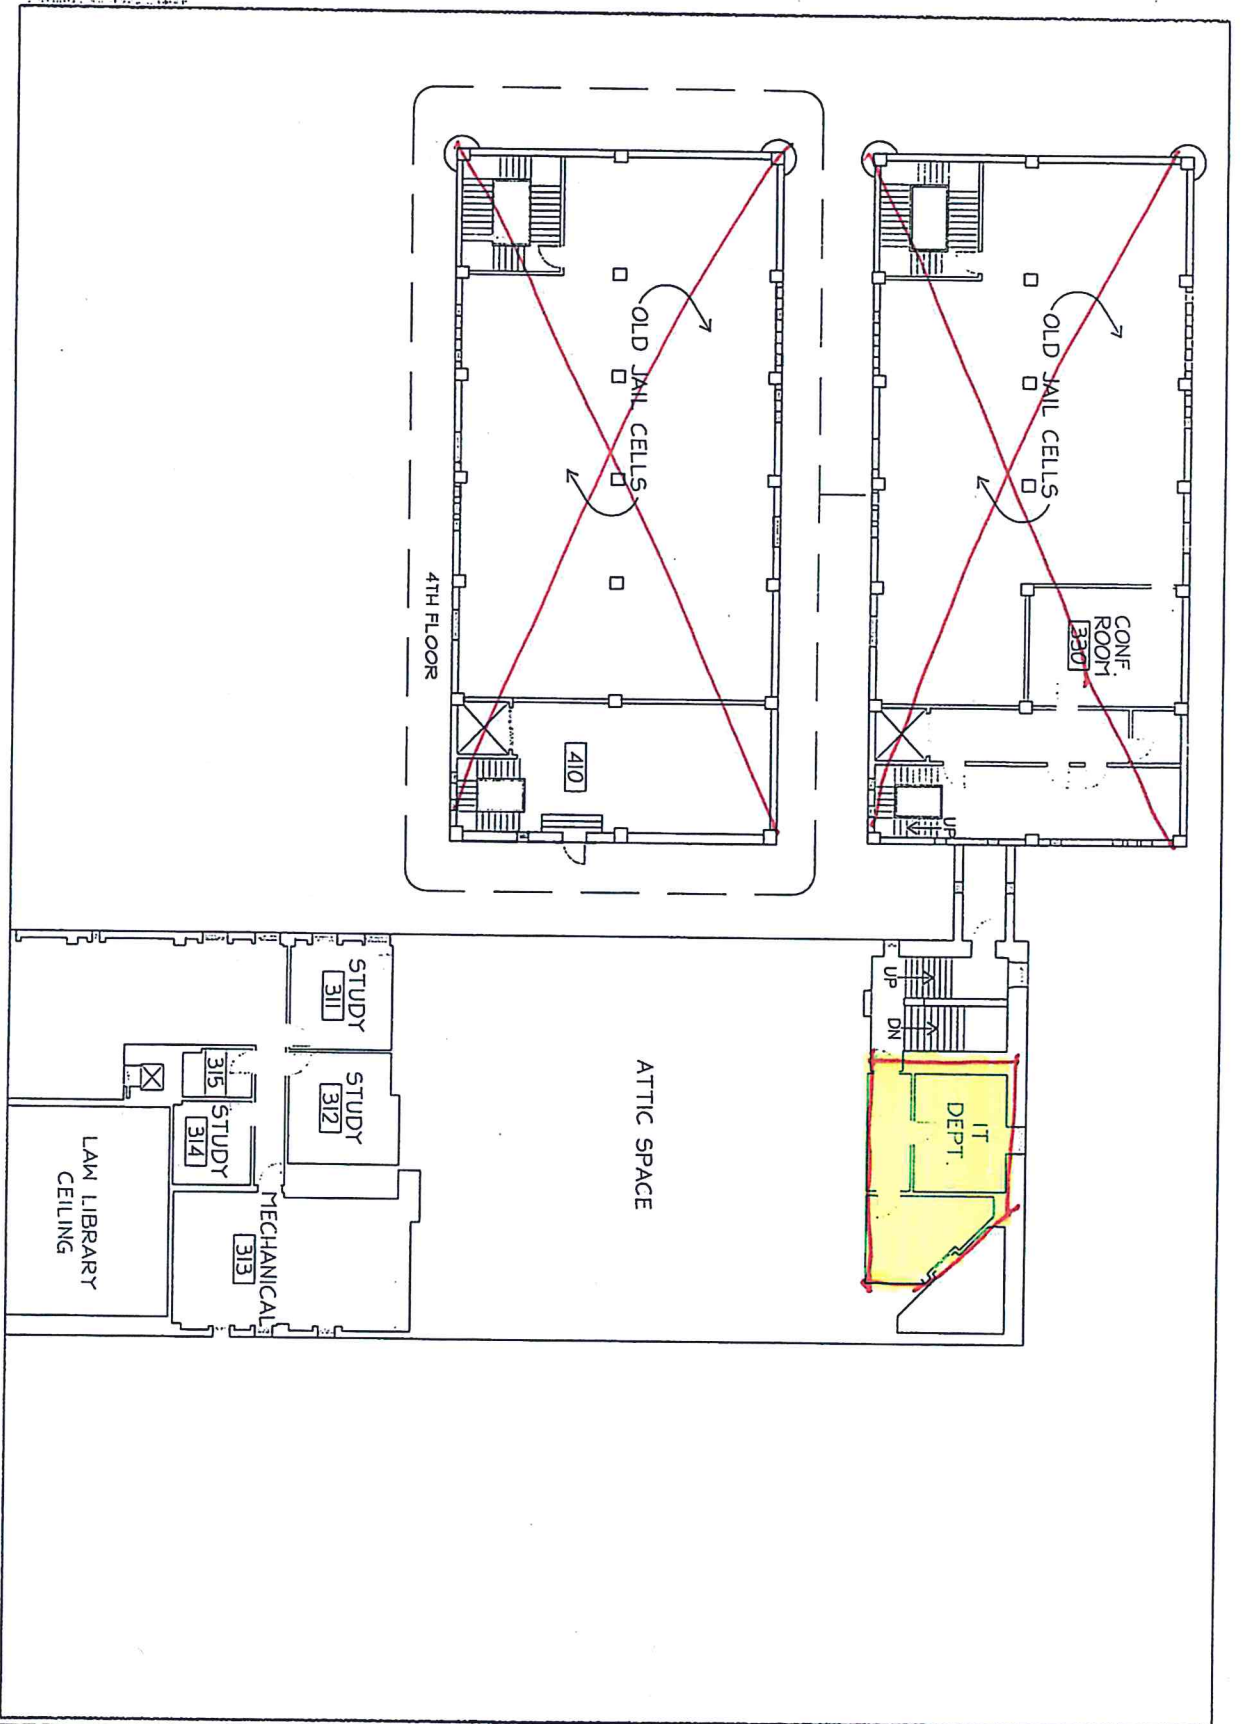 OLD JAIL CELLS
CONF.
ROOM
330
UP
OLD JAIL CELLS
410
4TH FLOOR
UP
DN
IT
DEPT.
ATTIC SPACE
STUDY
311
STUDY
312
315
STUDY
314
MECHANICAL
313
LAW LIBRARY
CEILING